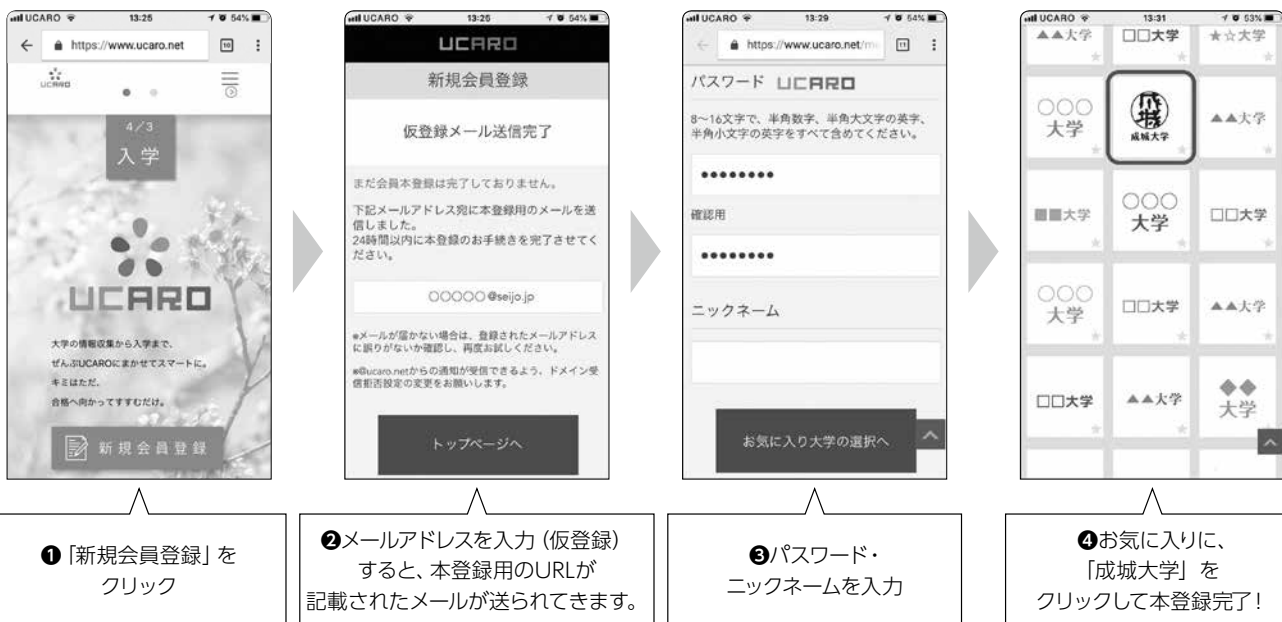 UCARO 13:25 54%
https://www.ucaro.net 10
UCARO
4/3
入学
UCARO
大学の情報収集から入学まで、
ぜんぶUCAROにまかせてスマートに。
キミはただ、
合格へ向かってすすむだけ。
新規会員登録
❶「新規会員登録」を
クリック
UCARO 13:25 54%
UCARO
新規会員登録
仮登録メール送信完了
まだ会員本登録は完了しておりません。
下記メールアドレス宛に本登録用のメールを送
信しました。
24時間以内に本登録のお手続きを完了させてく
ださい。
○○○○○@seijo.jp
※メールが届かない場合は、登録されたメールアドレス
に誤りがないか確認し、再度お試しください。
※@ucaro.netからの通知が受信できるよう、ドメイン受
信拒否設定の変更をお願いします。
トップページへ
❷メールアドレスを入力（仮登録）
すると、本登録用のURLが
記載されたメールが送られてきます。
UCARO 13:29 54%
https://www.ucaro.net/m 11
パスワード UCARO
8～16文字で、半角数字、半角大文字の英字、
半角小文字の英字をすべて含めてください。
●●●●●●●●
確認用
●●●●●●●●
ニックネーム
お気に入り大学の選択へ
❸パスワード・
ニックネームを入力
UCARO 13:31 53%
▲▲大学 □□大学 ★☆大学
○○○
大学
成城
成城大学
▲▲大学
■■大学
○○○
大学
□□大学
○○○
大学
□□大学
▲▲大学
□□大学
▲▲大学
◆◆
大学
❹お気に入りに、
「成城大学」を
クリックして本登録完了！